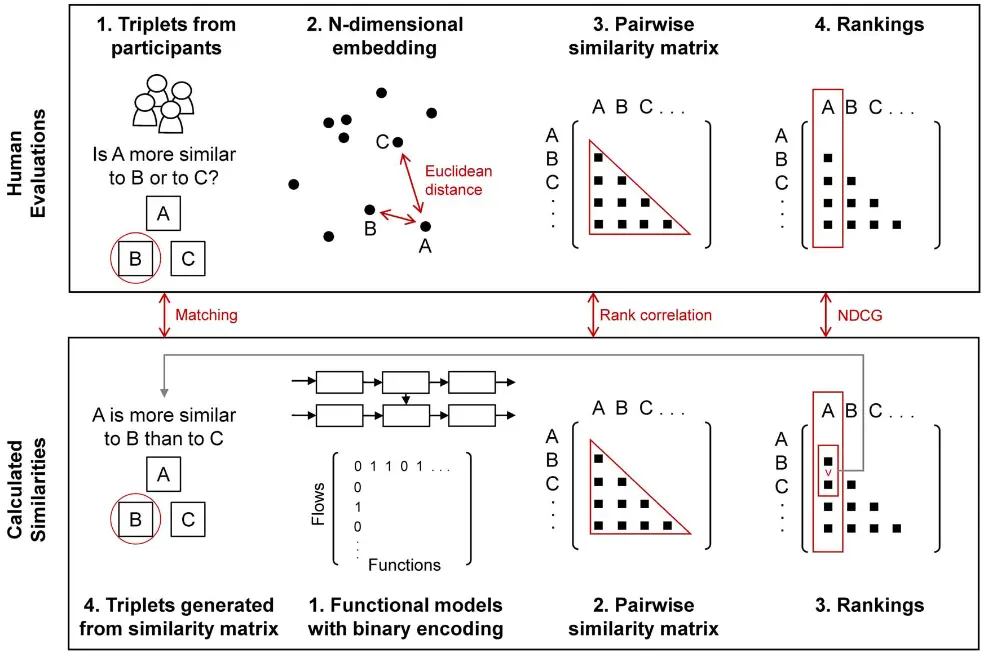 1. Triplets from
participants
2. N-dimensional
embedding
3. Pairwise
similarity matrix
4. Rankings
Human
Evaluations
Is A more similar
to B or to C?
A
B
C
C
Euclidean
distance
B
A
A B C . . .
A
B
C
.
.
.
A B C . . .
A
B
C
.
.
.
Matching
Rank correlation
NDCG
Calculated
Similarities
A is more similar
to B than to C
A
B
C
0 1 1 0 1 . . .
0
1
0
.
.
.
Flows
Functions
A B C . . .
A
B
C
.
.
.
A B C . . .
A
B
C
.
.
.
v
4. Triplets generated
from similarity matrix
1. Functional models
with binary encoding
2. Pairwise
similarity matrix
3. Rankings